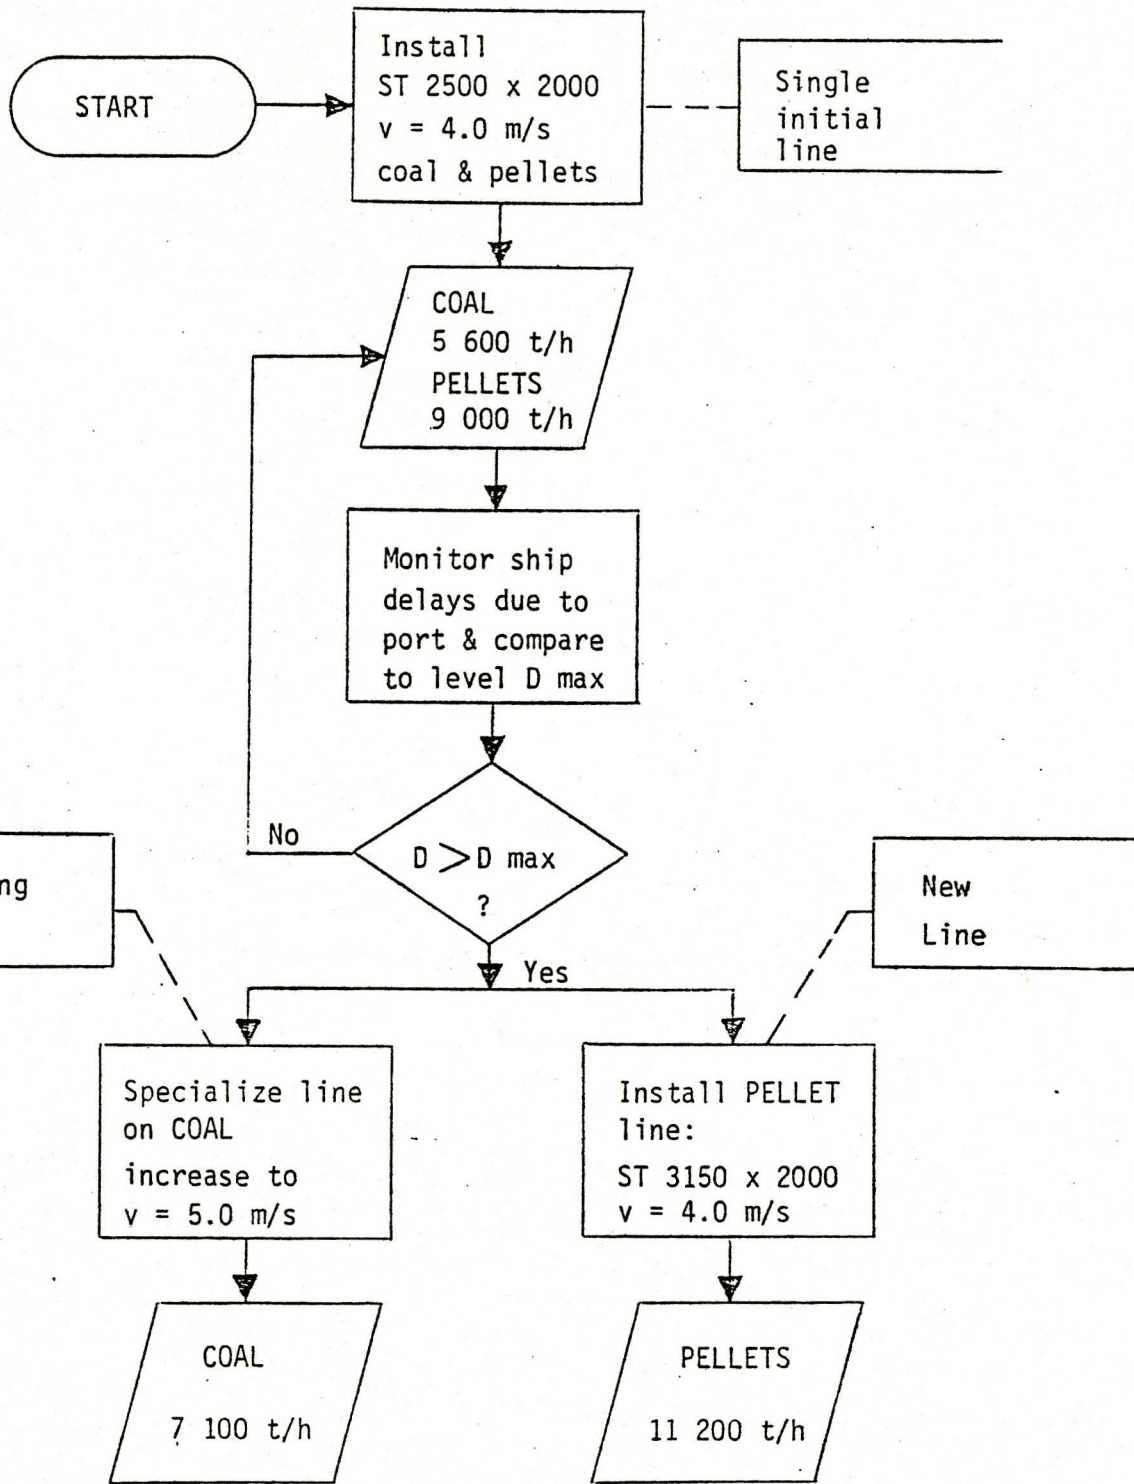 START
Install
ST 2500 x 2000
v = 4.0 m/s
coal & pellets
Single
initial
line
COAL
5 600 t/h
PELLETS
9 000 t/h
Monitor ship
delays due to
port & compare
to level D max
No
D > D max
?
Yes
New
Line
Specialize line
on COAL
increase to
v = 5.0 m/s
Install PELLET
line:
ST 3150 x 2000
v = 4.0 m/s
COAL
7 100 t/h
PELLETS
11 200 t/h